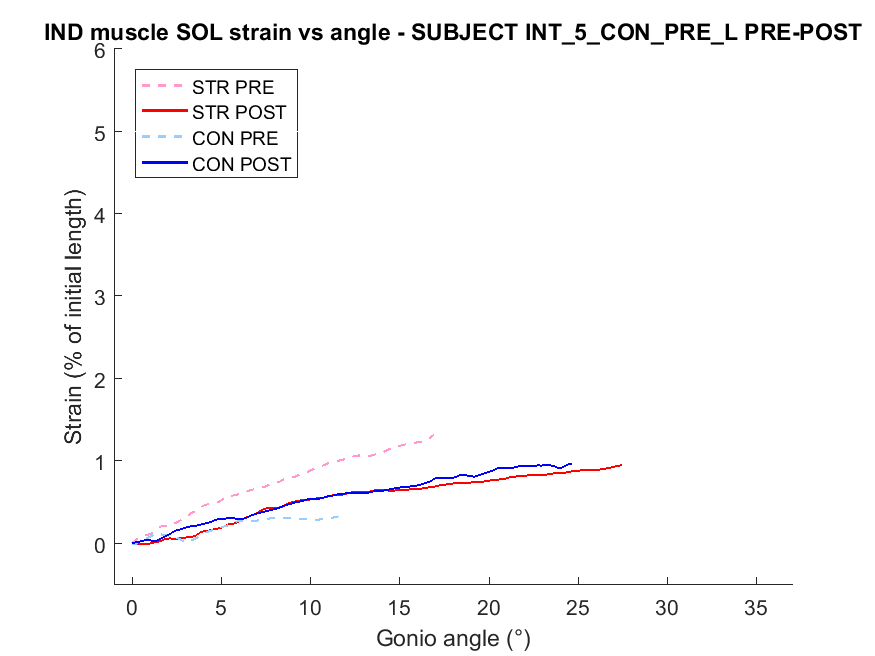 IND muscle SOL strain vs angle - SUBJECT INT_5_CON_PRE_L PRE-POST
6
5
4
3
2
1
0
Strain (% of initial length)
STR PRE
STR POST
CON PRE
CON POST
0 5 10 15 20 25 30 35
Gonio angle (°)